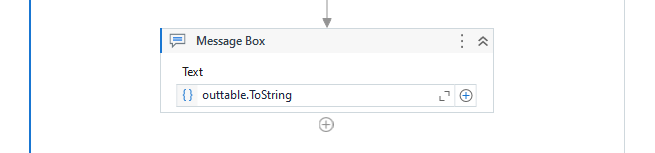 Message Box
Text
{} outtable.ToString